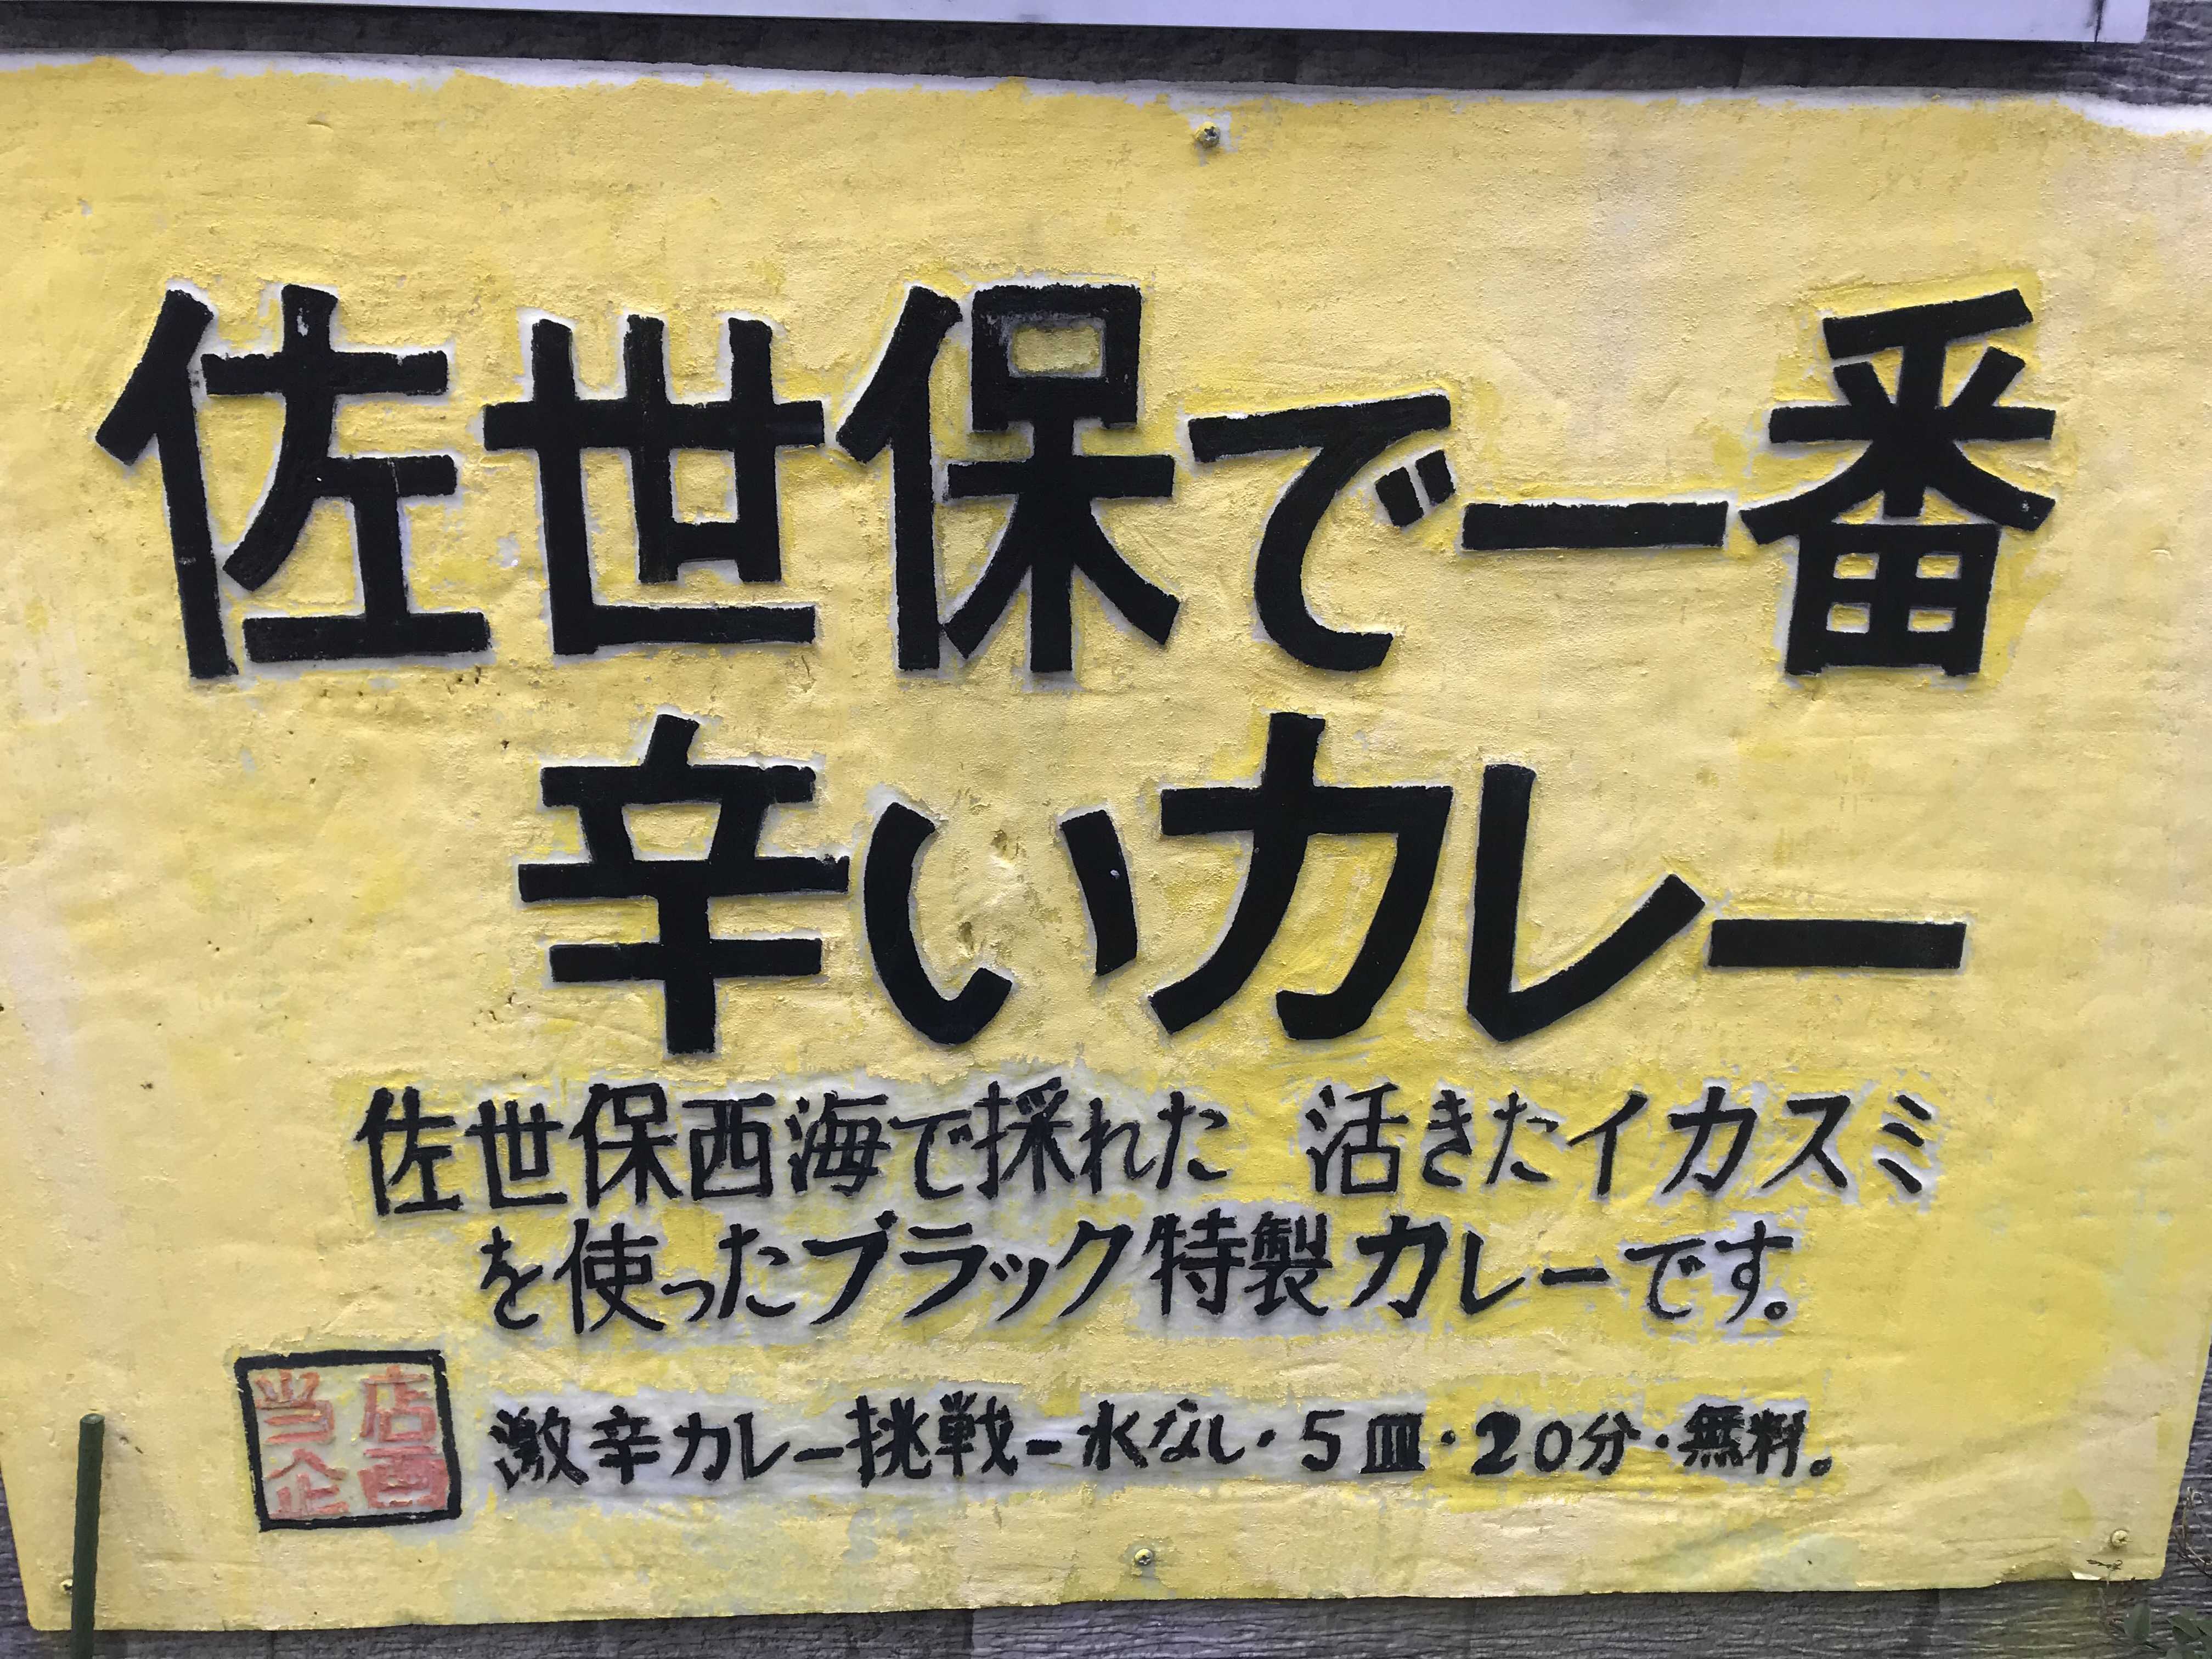 佐世保で一番
辛いカレー
佐世保西海で採れた 活きたイカスミ
を使ったブラック特製カレーです。
当店
企画
激辛カレー挑戦ー水なし・5皿・20分・無料。